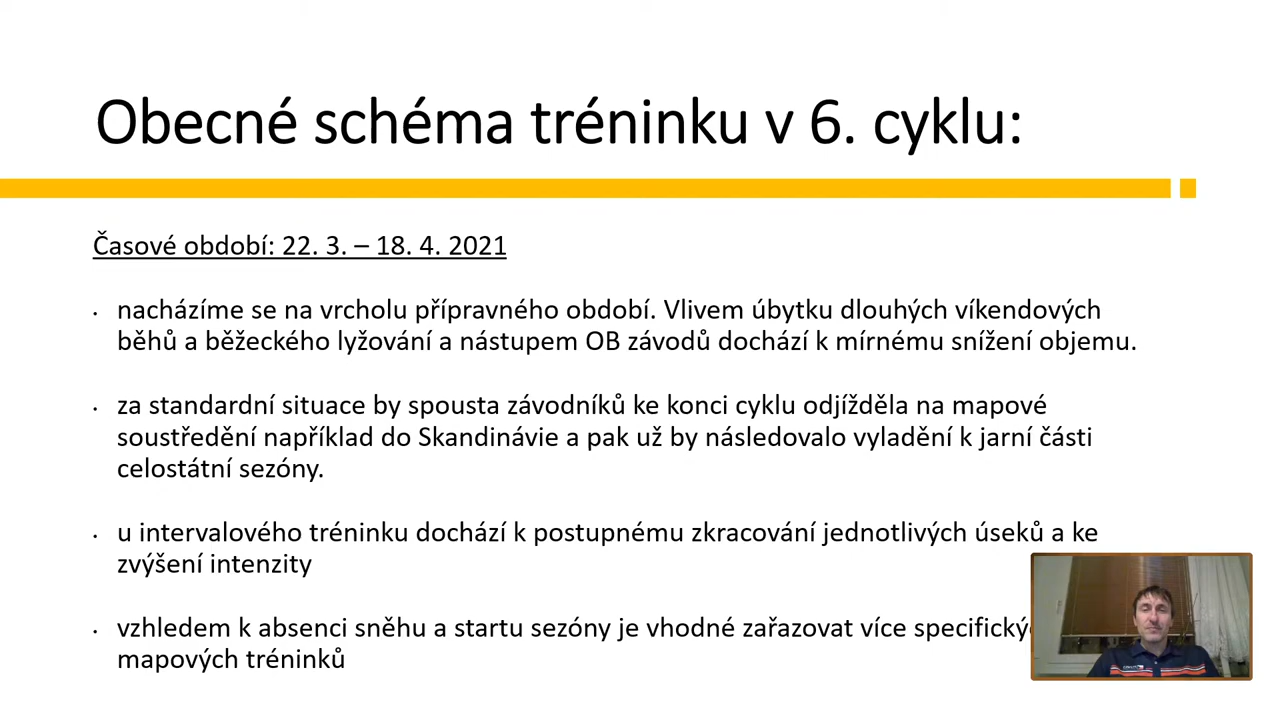 Obecné schéma tréninku v 6. cyklu:
Časové období: 22. 3. – 18. 4. 2021
• nacházíme se na vrcholu přípravného období. Vlivem úbytku dlouhých víkendových
běhů a běžeckého lyžování a nástupem OB závodů dochází k mírnému snížení objemu.
• za standardní situace by spousta závodníků ke konci cyklu odjížděla na mapové
soustředění například do Skandinávie a pak už by následovalo vyladění k jarní části
celostátní sezóny.
• u intervalového tréninku dochází k postupnému zkracování jednotlivých úseků a ke
zvýšení intenzity
• vzhledem k absenci sněhu a startu sezóny je vhodné zařazovat více
mapových tréninků